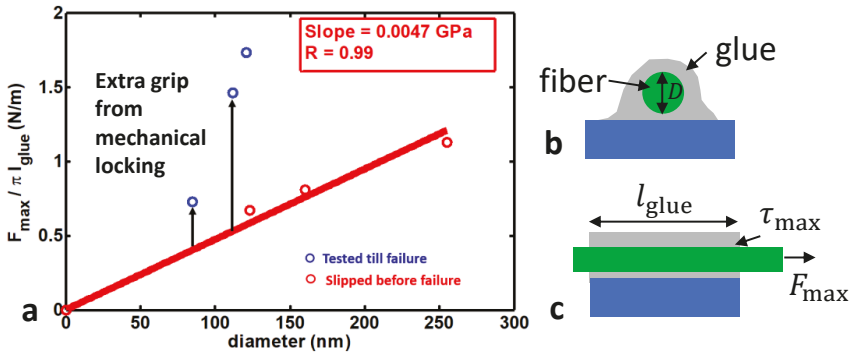 2
1.5
1
0.5
0
F_max / π l_glue (N/m)
Slope = 0.0047 GPa
R = 0.99
Extra grip
from
mechanical
locking
Tested till failure
Slipped before failure
a
0 50 100 150 200 250 300
diameter (nm)
glue
fiber
D
b
l_glue
τ_max
F_max
c